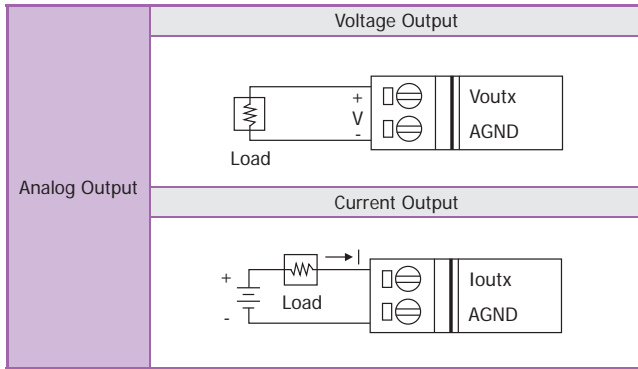 Voltage Output
Analog Output
+
V
-
Voutx
AGND
Load
Current Output
+
-
Load
I
Ioutx
AGND